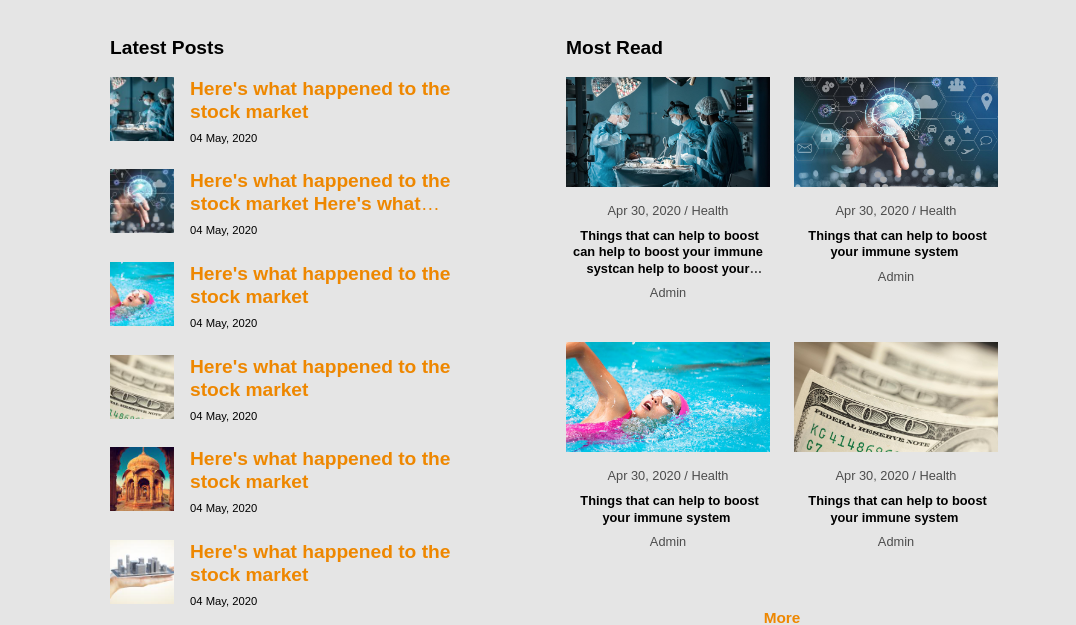 Latest Posts
Here's what happened to the
stock market
04 May, 2020
Here's what happened to the
stock market Here's what…
04 May, 2020
Here's what happened to the
stock market
04 May, 2020
Here's what happened to the
stock market
04 May, 2020
Here's what happened to the
stock market
04 May, 2020
Here's what happened to the
stock market
04 May, 2020
Most Read
Apr 30, 2020 / Health
Things that can help to boost
can help to boost your immune
systcan help to boost your…
Admin
Apr 30, 2020 / Health
Things that can help to boost
your immune system
Admin
Apr 30, 2020 / Health
Things that can help to boost
your immune system
Admin
100
FEDERAL RESERVE NOTE
G7
Apr 30, 2020 / Health
Things that can help to boost
your immune system
Admin
More